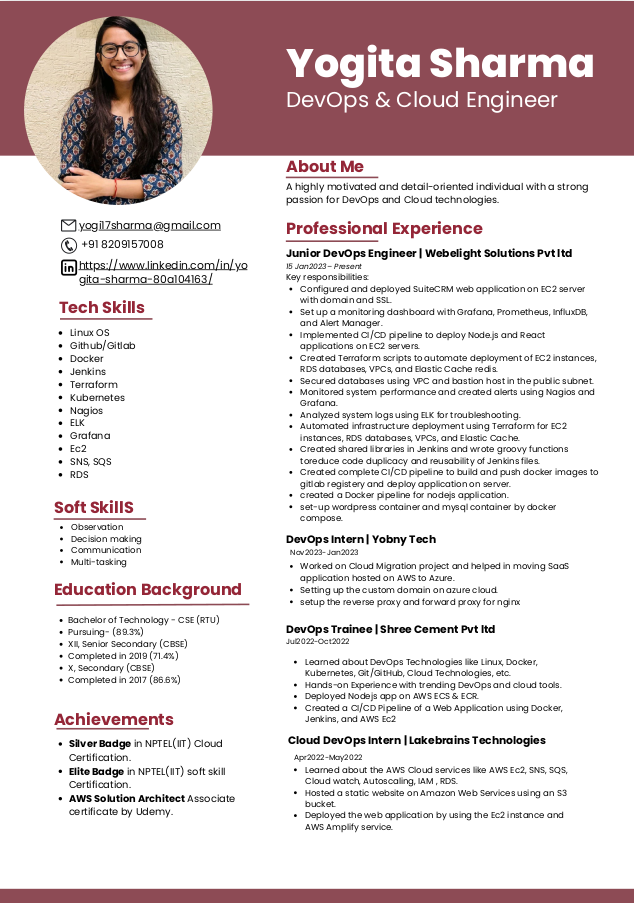 Yogita Sharma
DevOps & Cloud Engineer
yogi17sharma@gmail.com
+91 8209157008
https://www.linkedin.com/in/yo
gita-sharma-80a104163/
Tech Skills
• Linux OS
• Github/Gitlab
• Docker
• Jenkins
• Terraform
• Kubernetes
• Nagios
• ELK
• Grafana
• Ec2
• SNS, SQS
• RDS
Soft SkillS
• Observation
• Decision making
• Communication
• Multi-tasking
Education Background
• Bachelor of Technology - CSE (RTU)
• Pursuing- (89.3%)
• XII, Senior Secondary (CBSE)
• Completed in 2019 (71.4%)
• X, Secondary (CBSE)
• Completed in 2017 (86.6%)
Achievements
• Silver Badge in NPTEL(IIT) Cloud
Certification.
• Elite Badge in NPTEL(IIT) soft skill
Certification.
• AWS Solution Architect Associate
certificate by Udemy.
About Me
A highly motivated and detail-oriented individual with a strong
passion for DevOps and Cloud technologies.
Professional Experience
Junior DevOps Engineer | Webelight Solutions Pvt ltd
15 Jan2023– Present
Key responsibilities:
• Configured and deployed SuiteCRM web application on EC2 server
with domain and SSL.
• Set up a monitoring dashboard with Grafana, Prometheus, InfluxDB,
and Alert Manager.
• Implemented CI/CD pipeline to deploy Node.js and React
applications on EC2 servers.
• Created Terraform scripts to automate deployment of EC2 instances,
RDS databases, VPCs, and Elastic Cache redis.
• Secured databases using VPC and bastion host in the public subnet.
• Monitored system performance and created alerts using Nagios and
Grafana.
• Analyzed system logs using ELK for troubleshooting.
• Automated infrastructure deployment using Terraform for EC2
instances, RDS databases, VPCs, and Elastic Cache.
• Created shared libraries in Jenkins and wrote groovy functions
toreduce code duplicacy and reusability of Jenkins files.
• Created complete CI/CD pipeline to build and push docker images to
gitlab registery and deploy application on server.
• created a Docker pipeline for nodejs application.
• set-up wordpress container and mysql container by docker
compose.
DevOps Intern | Yobny Tech
Nov2023-Jan2023
• Worked on Cloud Migration project and helped in moving SaaS
application hosted on AWS to Azure.
• Setting up the custom domain on azure cloud.
• setup the reverse proxy and forward proxy for nginx
DevOps Trainee | Shree Cement Pvt ltd
Jul2022-Oct2022
• Learned about DevOps Technologies like Linux, Docker,
Kubernetes, Git/GitHub, Cloud Technologies, etc.
• Hands-on Experience with trending DevOps and cloud tools.
• Deployed Nodejs app on AWS ECS & ECR.
• Created a CI/CD Pipeline of a Web Application using Docker,
Jenkins, and AWS Ec2
Cloud DevOps Intern | Lakebrains Technologies
Apr2022-May2022
• Learned about the AWS Cloud services like AWS Ec2, SNS, SQS,
Cloud watch, Autoscaling, IAM , RDS.
• Hosted a static website on Amazon Web Services using an S3
bucket.
• Deployed the web application by using the Ec2 instance and
AWS Amplify service.